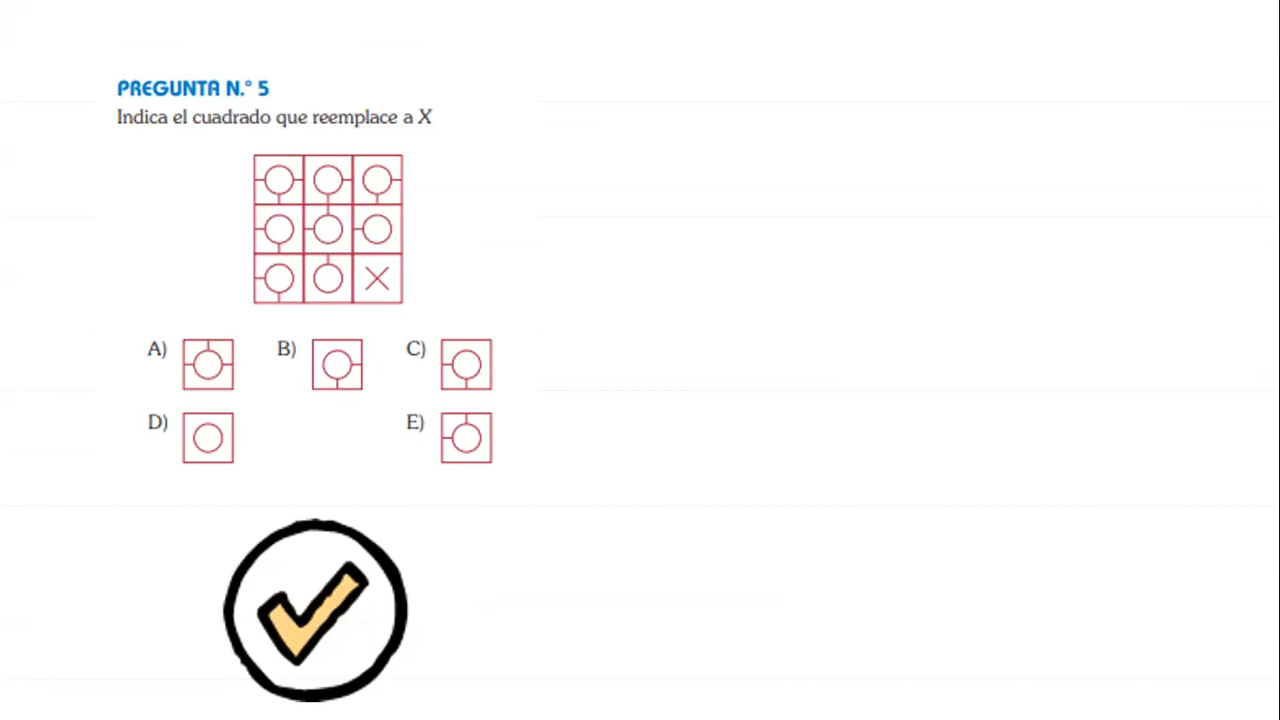 PREGUNTA N.° 5
Indica el cuadrado que reemplace a X
A) B) C)
D) E)